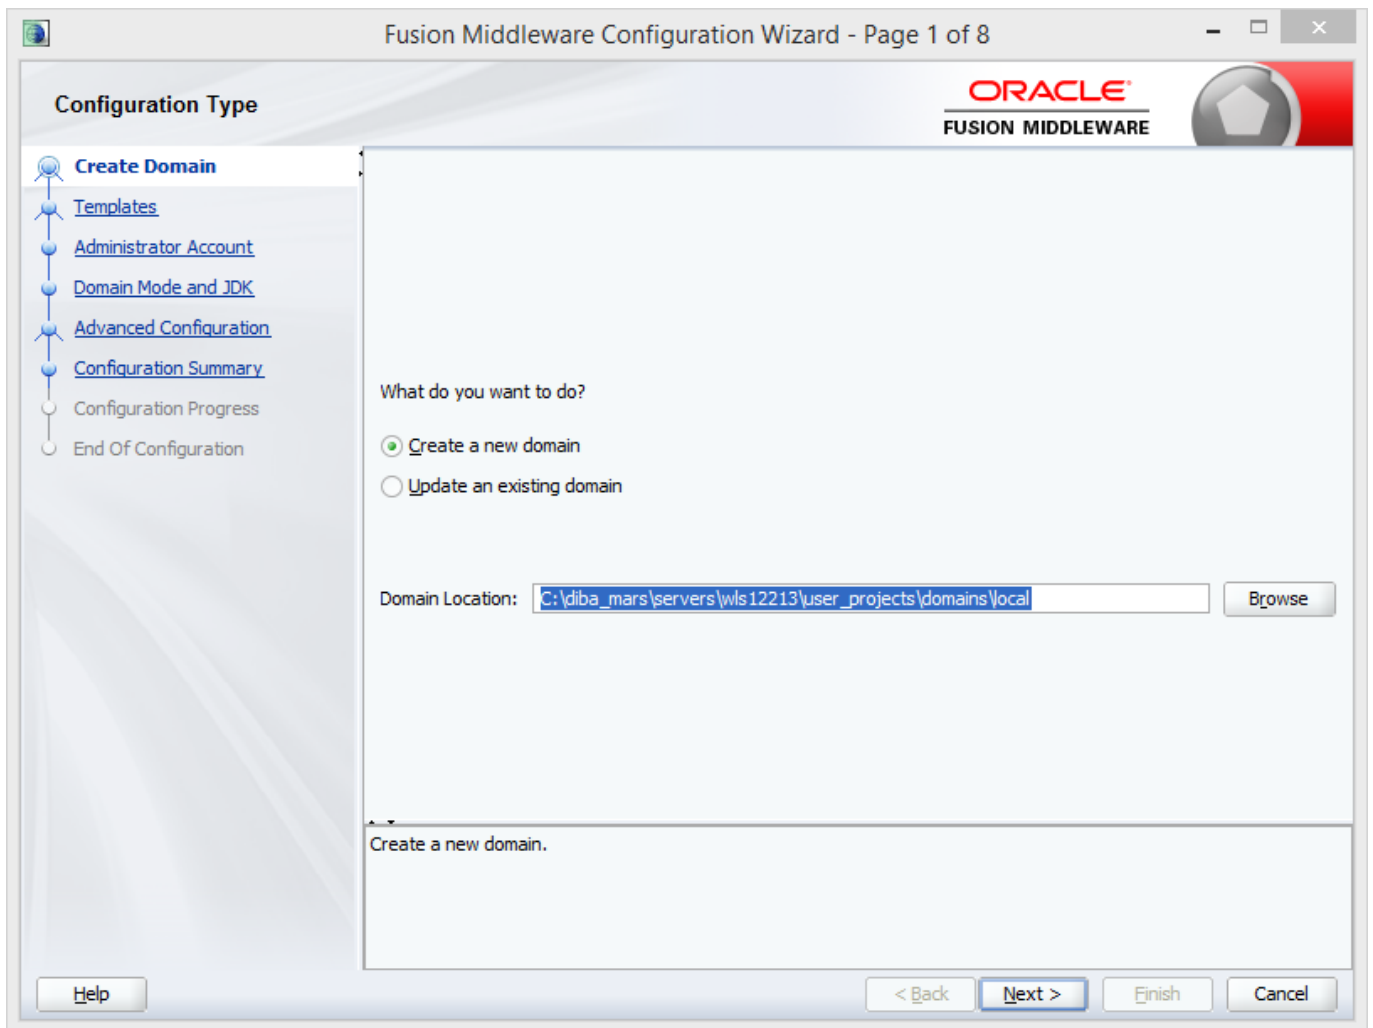 Fusion Middleware Configuration Wizard - Page 1 of 8
Configuration Type
ORACLE
FUSION MIDDLEWARE
Create Domain
Templates
Administrator Account
Domain Mode and JDK
Advanced Configuration
Configuration Summary
Configuration Progress
End Of Configuration
What do you want to do?
Create a new domain
Update an existing domain
Domain Location: C:\diba_mars\servers\wls12213\user_projects\domains\local Browse
Create a new domain.
Help < Back Next > Finish Cancel